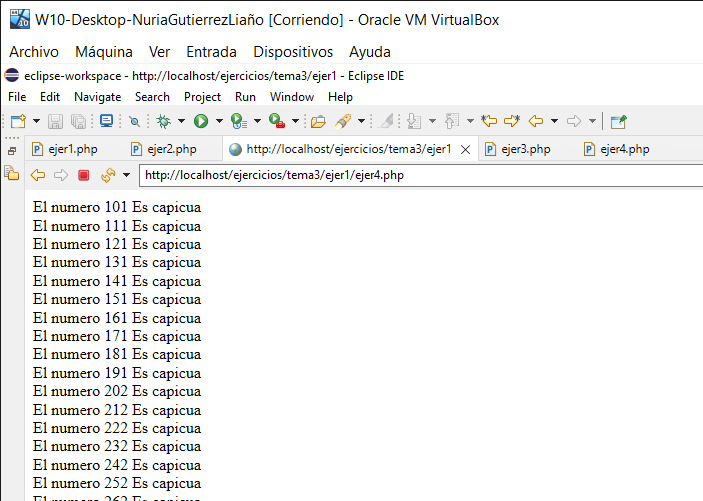 W10-Desktop-NuriaGutierrezLiaño [Corriendo] - Oracle VM VirtualBox
Archivo Máquina Ver Entrada Dispositivos Ayuda
eclipse-workspace - http://localhost/ejercicios/tema3/ejer1 - Eclipse IDE
File Edit Navigate Search Project Run Window Help
ejer1.php ejer2.php http://localhost/ejercicios/tema3/ejer1 ejer3.php ejer4.php
http://localhost/ejercicios/tema3/ejer1/ejer4.php
El numero 101 Es capicua
El numero 111 Es capicua
El numero 121 Es capicua
El numero 131 Es capicua
El numero 141 Es capicua
El numero 151 Es capicua
El numero 161 Es capicua
El numero 171 Es capicua
El numero 181 Es capicua
El numero 191 Es capicua
El numero 202 Es capicua
El numero 212 Es capicua
El numero 222 Es capicua
El numero 232 Es capicua
El numero 242 Es capicua
El numero 252 Es capicua
El numero 262 Es capicua